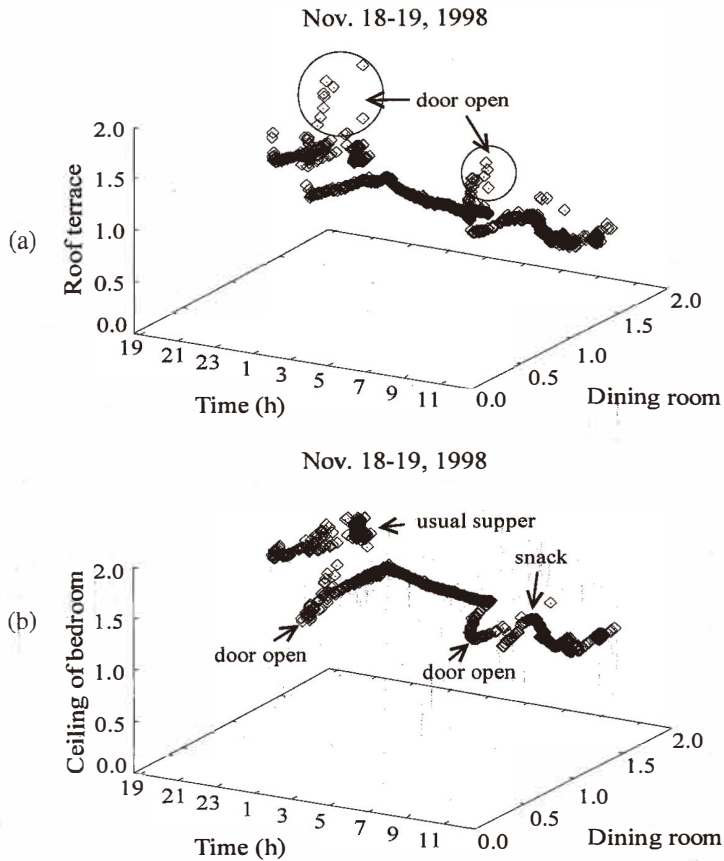 Nov. 18-19, 1998
door open
2.0
1.5
1.0
0.5
0.0
Roof terrace
(a)
19 21 23 1 3 5 7 9 11
Time (h)
0.0 0.5 1.0 1.5 2.0
Dining room
Nov. 18-19, 1998
usual supper
snack
door open
door open
2.0
1.5
1.0
0.5
0.0
Ceiling of bedroom
(b)
19 21 23 1 3 5 7 9 11
Time (h)
0.0 0.5 1.0 1.5 2.0
Dining room